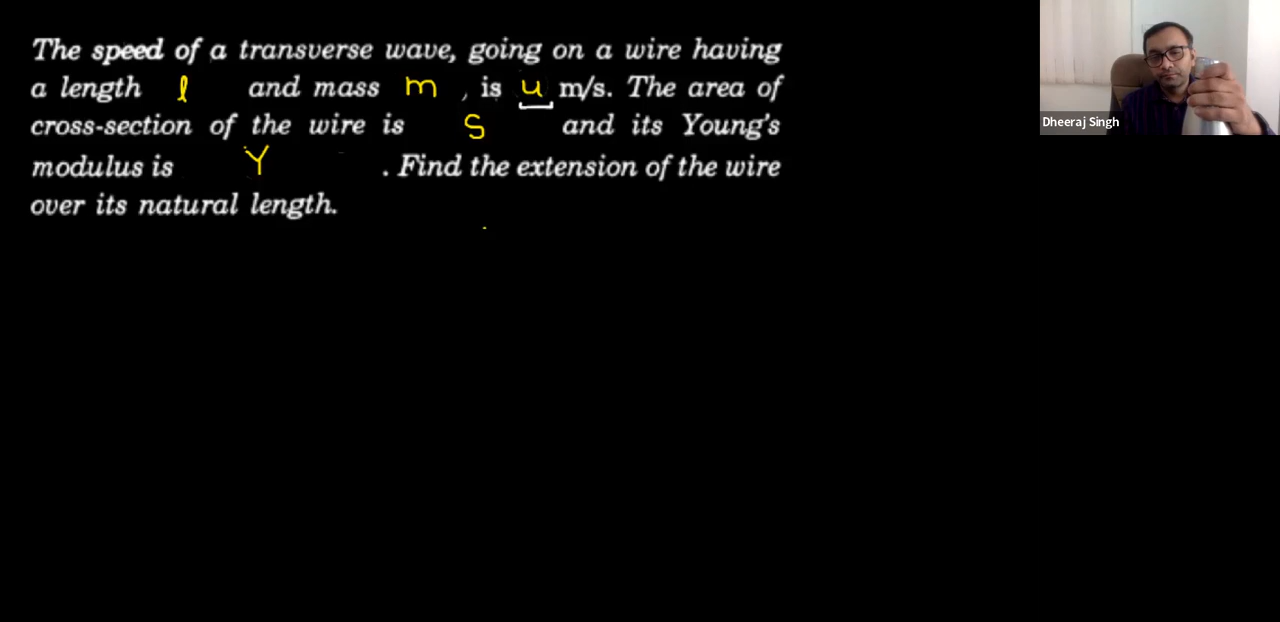 The speed of a transverse wave, going on a wire having
a length l and mass m , is u m/s. The area of
cross-section of the wire is S and its Young's
modulus is Y . Find the extension of the wire
over its natural length.
Dheeraj Singh